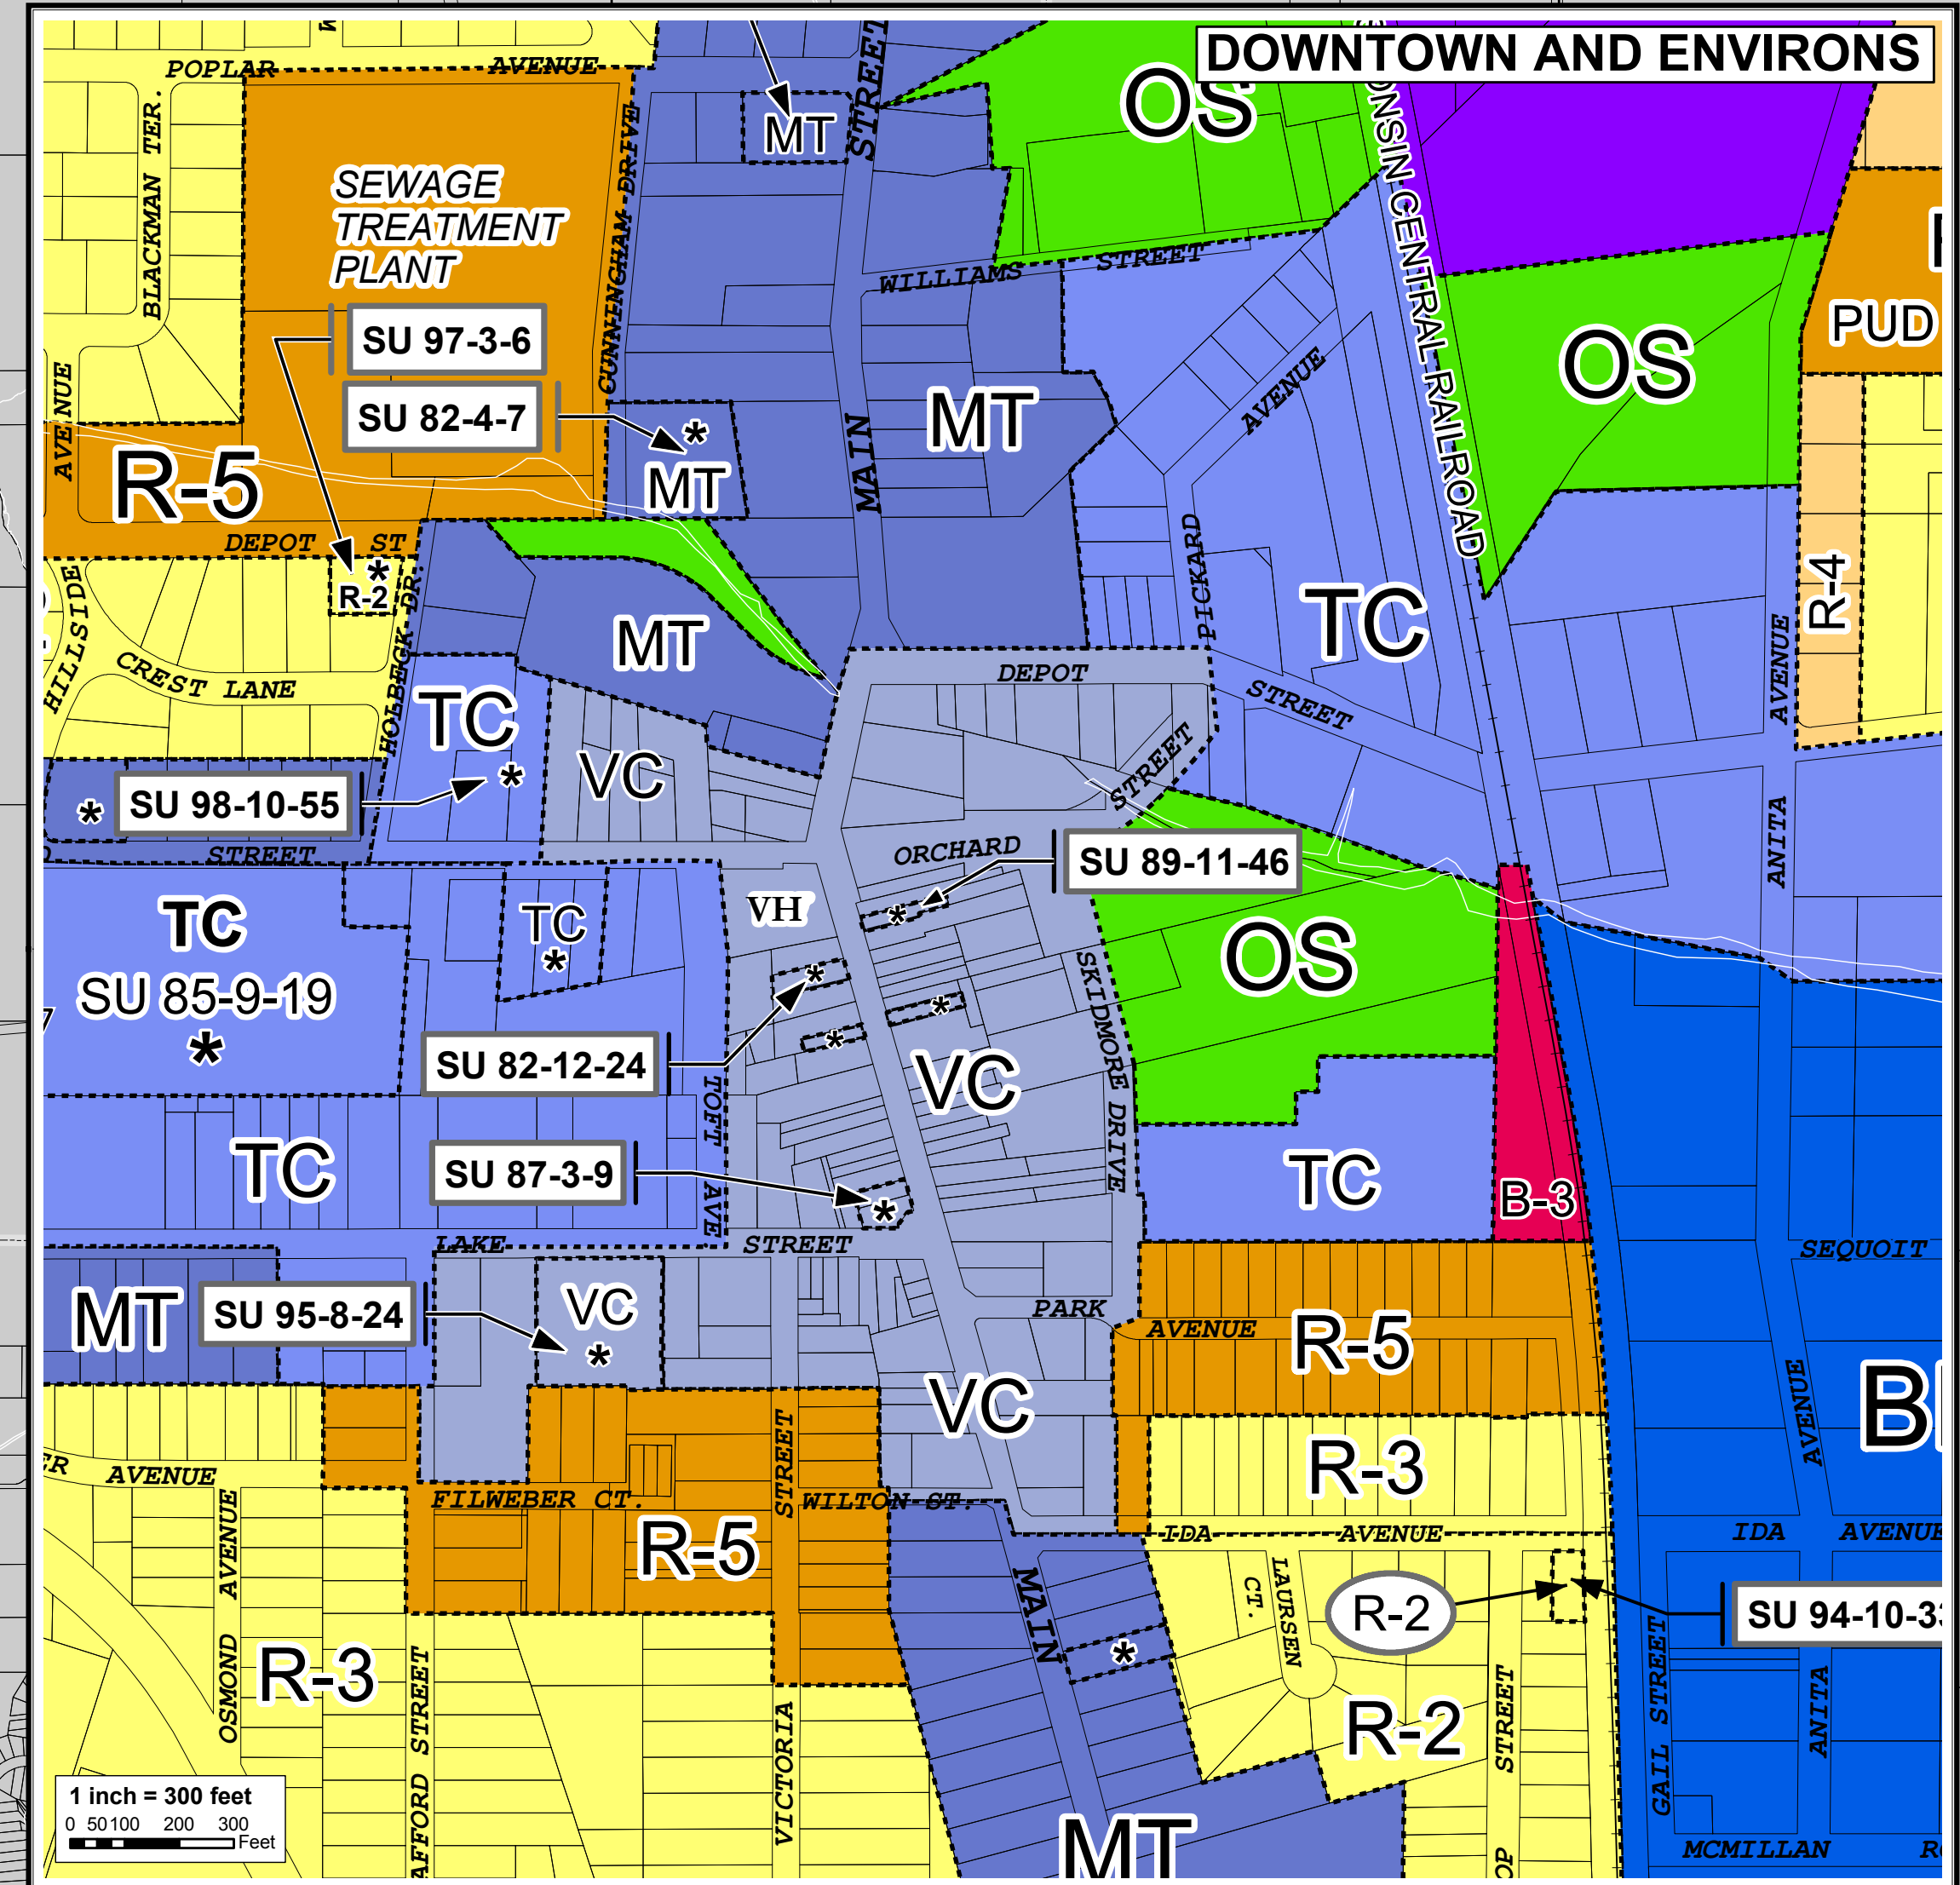 DOWNTOWN AND ENVIRONS
POPLAR AVENUE
BLACKMAN TER.
CUNNINGHAM DRIVE
STREET
MT
OS
SEWAGE
TREATMENT
PLANT
WILLIAMS STREET
CENTRAL RAILROAD
PUD
SU 97-3-6
SU 82-4-7
*
MT
MAIN
MT
AVENUE
OS
AVENUE
R-5
DEPOT ST
*
R-2
HILLSIDE
CREST LANE
HOLBECK DR.
MT
PICKARD
TC
R-4
AVENUE
DEPOT
STREET
TC
*
VC
STREET
SU 98-10-55
*
STREET
ORCHARD
SU 89-11-46
ANITA
TC
SU 85-9-19
*
TC
*
VH
*
*
*
*
OS
SKIDMORE DRIVE
SU 82-12-24
VC
TOFT AVE
TC
SU 87-3-9
*
TC
B-3
LAKE STREET
SEQUOIT
MT
SU 95-8-24
VC
*
PARK
AVENUE
R-5
VC
AVENUE
R-3
AVENUE
OSMOND AVENUE
FILWEBER CT.
STREET
WILTON ST.
R-5
IDA AVENUE
IDA AVENUE
LAURSEN
CT.
R-2
SU 94-10-3
MAIN
*
R-3
R-2
STREET
GAIL STREET
ANITA
STREET
VICTORIA
MT
MCMILLAN
1 inch = 300 feet
0 50 100 200 300
Feet